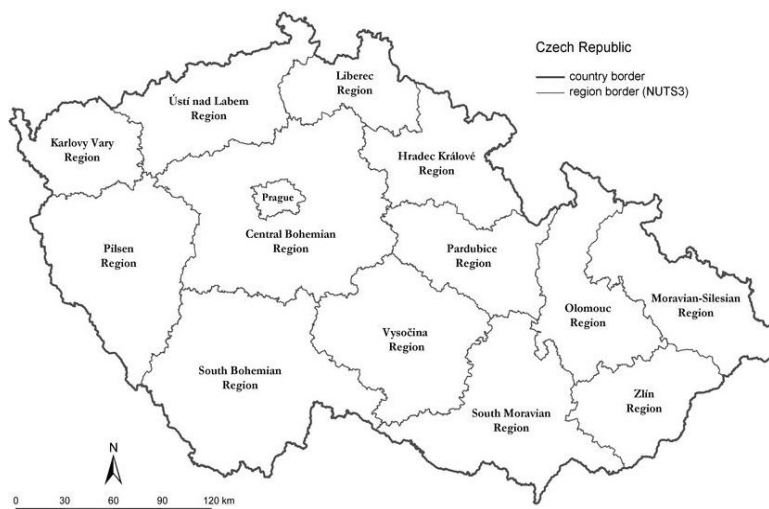 Czech Republic
country border
region border (NUTS3)
Liberec
Region
Ústí nad Labem
Region
Karlovy Vary
Region
Hradec Králové
Region
Prague
Central Bohemian
Region
Pilsen
Region
Pardubice
Region
Moravian-Silesian
Region
Olomouc
Region
Vysočina
Region
South Bohemian
Region
Zlín
Region
South Moravian
Region
N
0 30 60 90 120 km